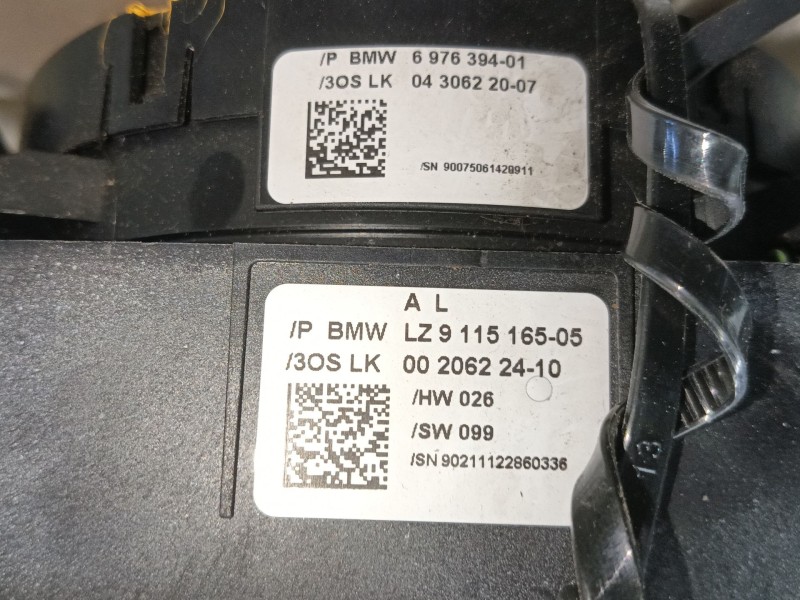 /P BMW 6 976 394-01
/3OS LK 04 3062 20-07
/SN 90075061429911
A L
/P BMW LZ 9 115 165-05
/3OS LK 00 2062 24-10
/HW 026
/SW 099
/SN 90211122860336
13